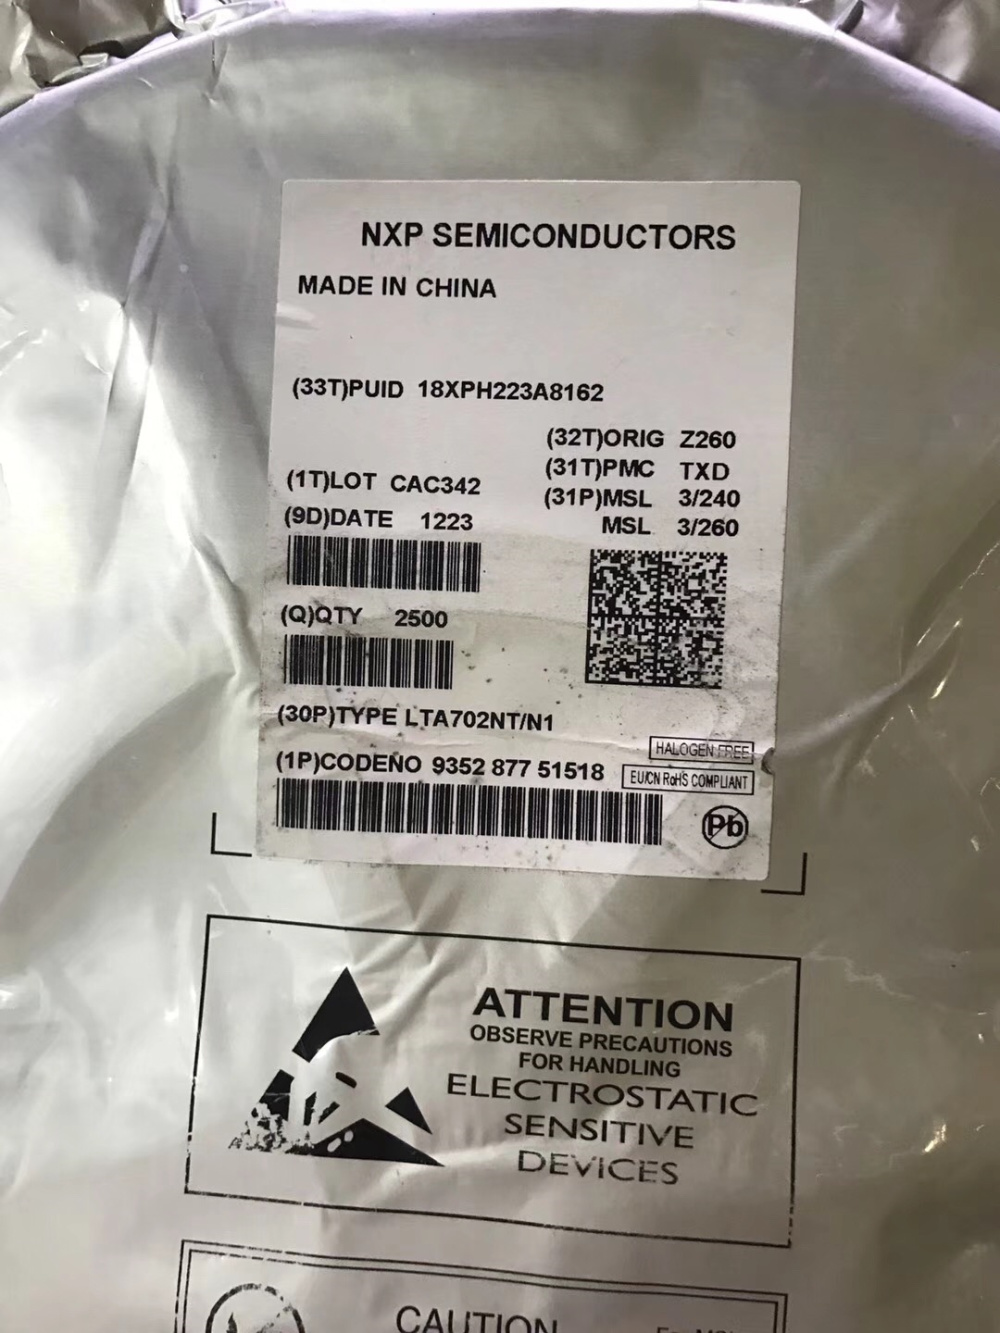 NXP SEMICONDUCTORS
MADE IN CHINA
(33T)PUID 18XPH223A8162
(32T)ORIG Z260
(31T)PMC TXD
(1T)LOT CAC342
(31P)MSL 3/240
(9D)DATE 1223
MSL 3/260
(Q)QTY 2500
(30P)TYPE LTA702NT/N1
HALOGEN FREE
(1P)CODENO 9352 877 51518
EU/CN RoHS COMPLIANT
Pb
ATTENTION
OBSERVE PRECAUTIONS
FOR HANDLING
ELECTROSTATIC
SENSITIVE
DEVICES
CAUTION